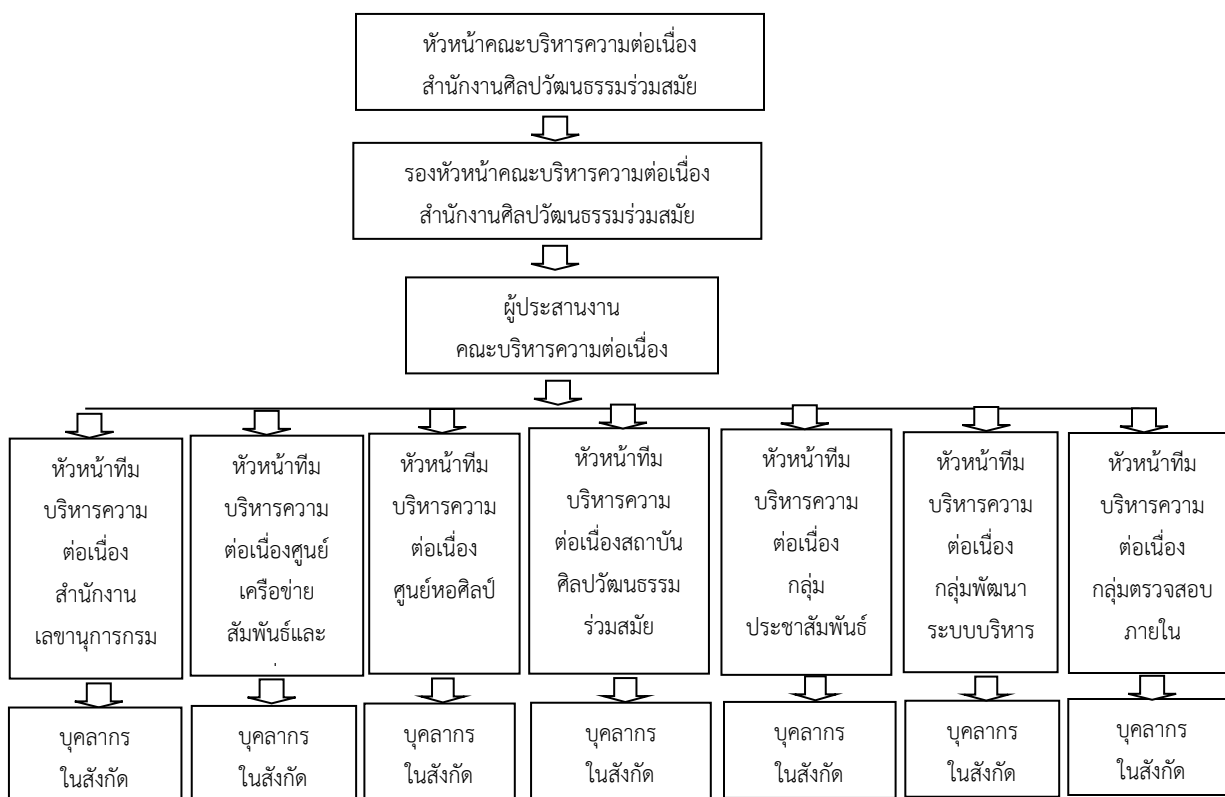 หัวหน้าคณะบริหารความต่อเนื่อง
สำนักงานศิลปวัฒนธรรมร่วมสมัย
รองหัวหน้าคณะบริหารความต่อเนื่อง
สำนักงานศิลปวัฒนธรรมร่วมสมัย
ผู้ประสานงาน
คณะบริหารความต่อเนื่อง
หัวหน้าทีม
บริหารความ
ต่อเนื่อง
สำนักงาน
เลขานุการกรม
หัวหน้าทีม
บริหารความ
ต่อเนื่องศูนย์
เครือข่าย
สัมพันธ์และ
หัวหน้าทีม
บริหารความ
ต่อเนื่อง
ศูนย์หอศิลป์
หัวหน้าทีม
บริหารความ
ต่อเนื่องสถาบัน
ศิลปวัฒนธรรม
ร่วมสมัย
หัวหน้าทีม
บริหารความ
ต่อเนื่อง
กลุ่ม
ประชาสัมพันธ์
หัวหน้าทีม
บริหารความ
ต่อเนื่อง
กลุ่มพัฒนา
ระบบบริหาร
หัวหน้าทีม
บริหารความ
ต่อเนื่อง
กลุ่มตรวจสอบ
ภายใน
บุคลากร
ในสังกัด
บุคลากร
ในสังกัด
บุคลากร
ในสังกัด
บุคลากร
ในสังกัด
บุคลากร
ในสังกัด
บุคลากร
ในสังกัด
บุคลากร
ในสังกัด